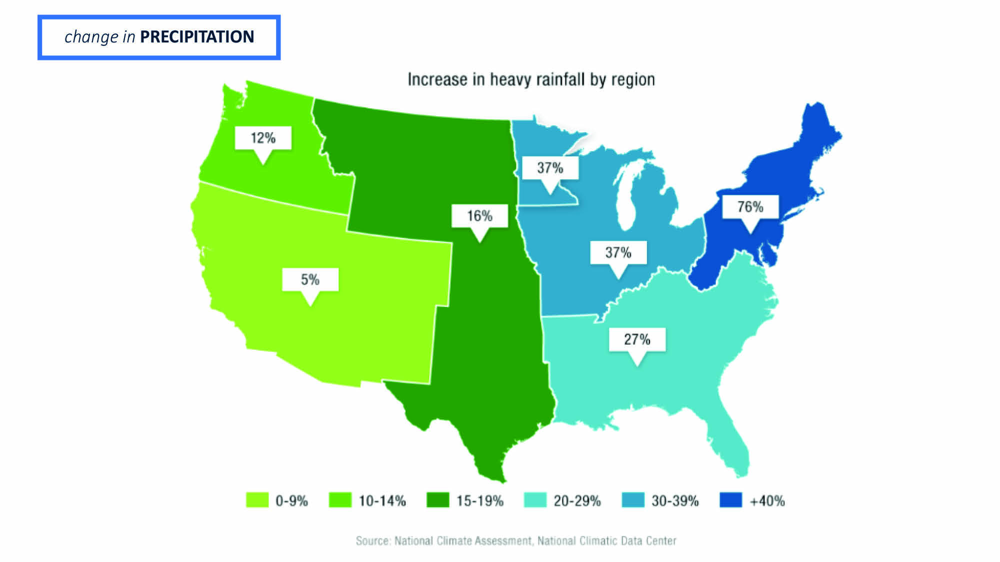 change in PRECIPITATION
Increase in heavy rainfall by region
12%
37%
76%
16%
37%
5%
27%
0-9% 10-14% 15-19% 20-29% 30-39% +40%
Source: National Climate Assessment, National Climatic Data Center